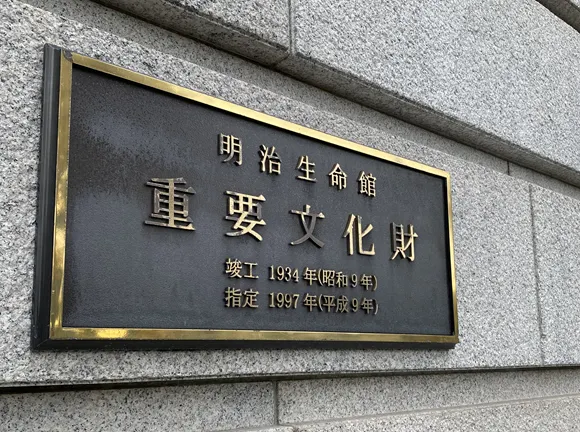 明治生命館
重要文化財
竣工 1934年(昭和9年)
指定 1997年(平成9年)